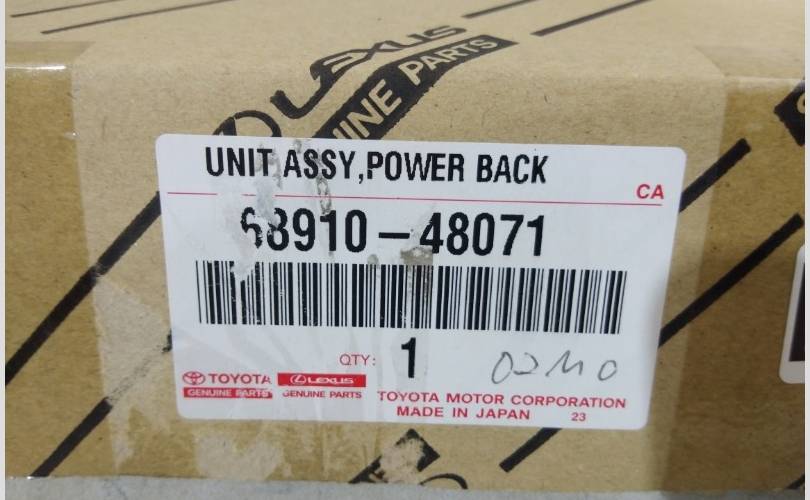 LEXUS
GENUINE PARTS
UNIT ASSY,POWER BACK
CA
68910-48071
QTY: 1
TOYOTA
GENUINE PARTS
LEXUS
GENUINE PARTS
TOYOTA MOTOR CORPORATION
MADE IN JAPAN 23